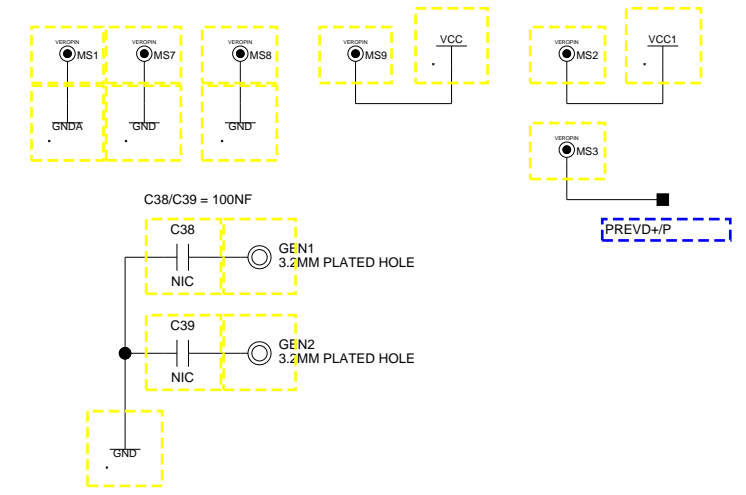 VEROPIN
MS1
VEROPIN
MS7
VEROPIN
MS8
VEROPIN
MS9
VCC
VEROPIN
MS2
VCC1
GNDA
GND
GND
VEROPIN
MS3
PREVD+/P
C38/C39 = 100NF
C38
NIC
GEN1
3.2MM PLATED HOLE
C39
NIC
GEN2
3.2MM PLATED HOLE
GND